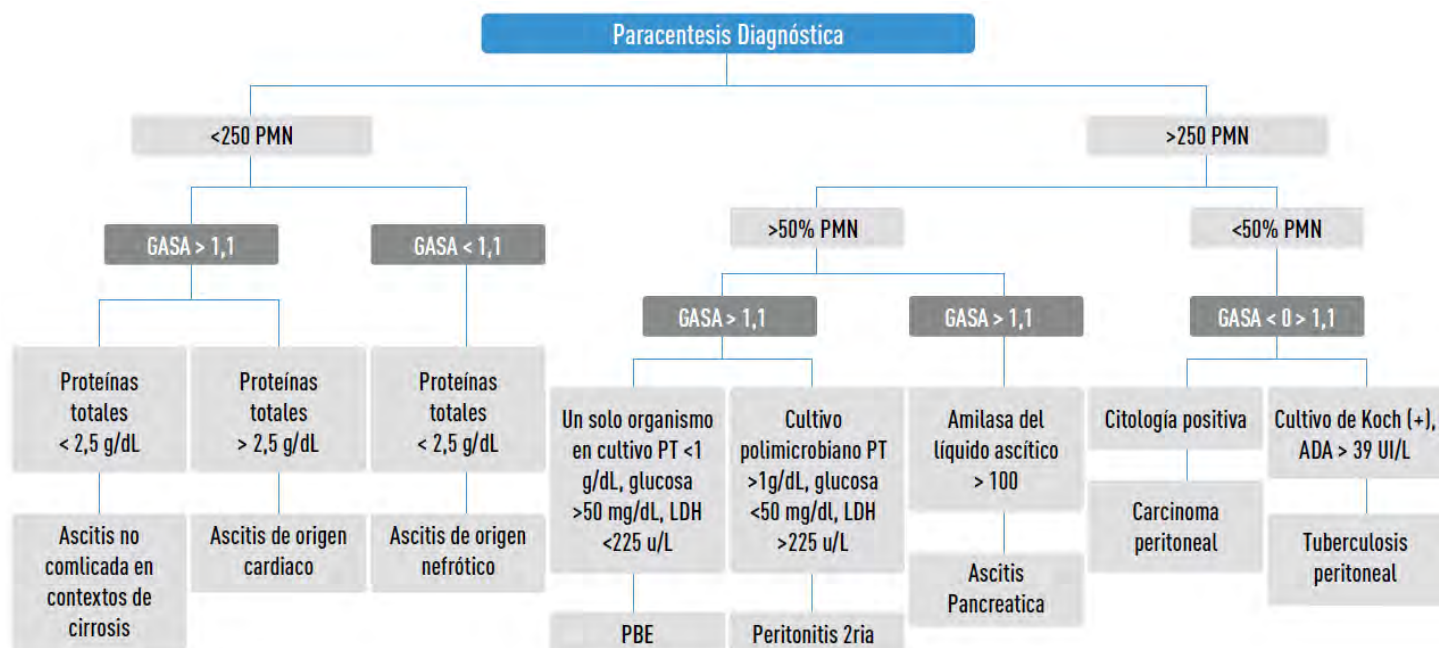 Paracentesis Diagnóstica
<250 PMN
>250 PMN
GASA > 1,1
GASA < 1,1
>50% PMN
<50% PMN
GASA > 1,1
GASA > 1,1
GASA < 0 > 1,1
Proteínas
totales
< 2,5 g/dL
Proteínas
totales
> 2,5 g/dL
Proteínas
totales
< 2,5 g/dL
Un solo organismo
en cultivo PT <1
g/dL, glucosa
>50 mg/dL, LDH
<225 u/L
Cultivo
polimicrobiano PT
>1g/dL, glucosa
<50 mg/dl, LDH
>225 u/L
Amilasa del
líquido ascítico
> 100
Citología positiva
Cultivo de Koch (+),
ADA > 39 UI/L
Ascitis no
comlicada en
contextos de
cirrosis
Ascitis de origen
cardiaco
Ascitis de origen
nefrótico
PBE
Peritonitis 2ria
Ascitis
Pancreatica
Carcinoma
peritoneal
Tuberculosis
peritoneal